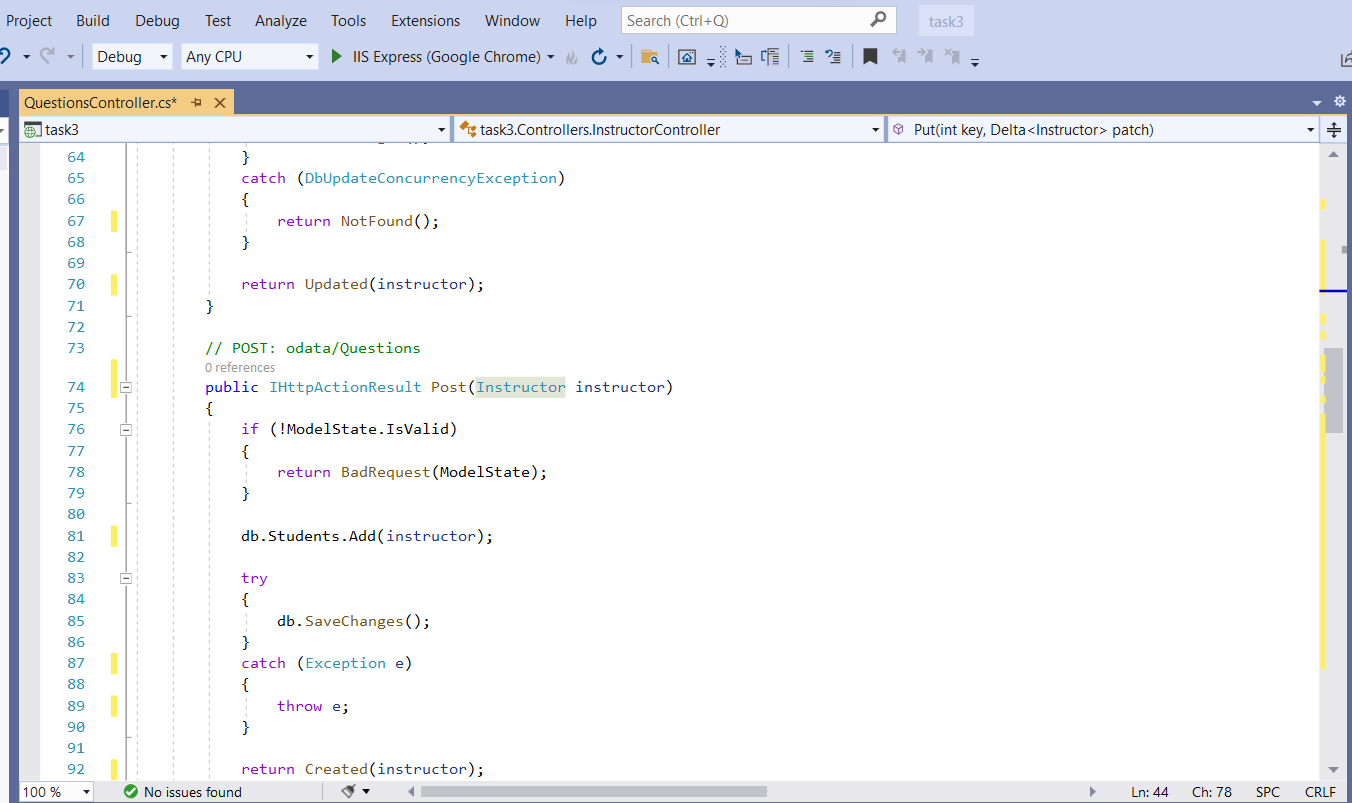 Project Build Debug Test Analyze Tools Extensions Window Help Search (Ctrl+Q) task3
Debug Any CPU IIS Express (Google Chrome)
QuestionsController.cs*
task3 task3.Controllers.InstructorController Put(int key, Delta<Instructor> patch)
64 }
65 catch (DbUpdateConcurrencyException)
66 {
67 return NotFound();
68 }
69
70 return Updated(instructor);
71 }
72
73 // POST: odata/Questions
0 references
74 public IHttpActionResult Post(Instructor instructor)
75 {
76 if (!ModelState.IsValid)
77 {
78 return BadRequest(ModelState);
79 }
80
81 db.Students.Add(instructor);
82
83 try
84 {
85 db.SaveChanges();
86 }
87 catch (Exception e)
88 {
89 throw e;
90 }
91
92 return Created(instructor);
100 % No issues found Ln: 44 Ch: 78 SPC CRLF